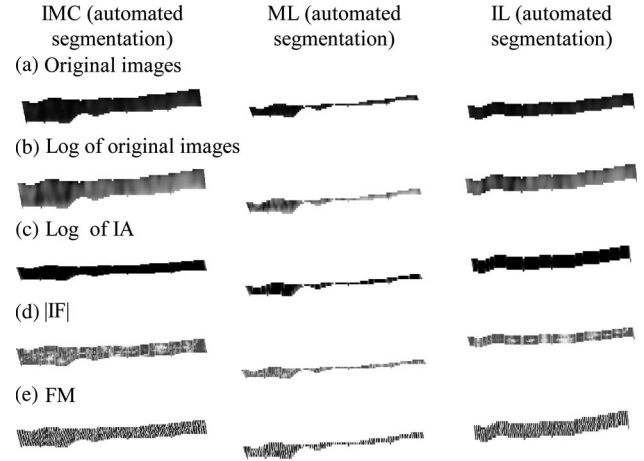 IMC (automated segmentation)
ML (automated segmentation)
IL (automated segmentation)
(a) Original images
(b) Log of original images
(c) Log of IA
(d) |IF|
(e) FM